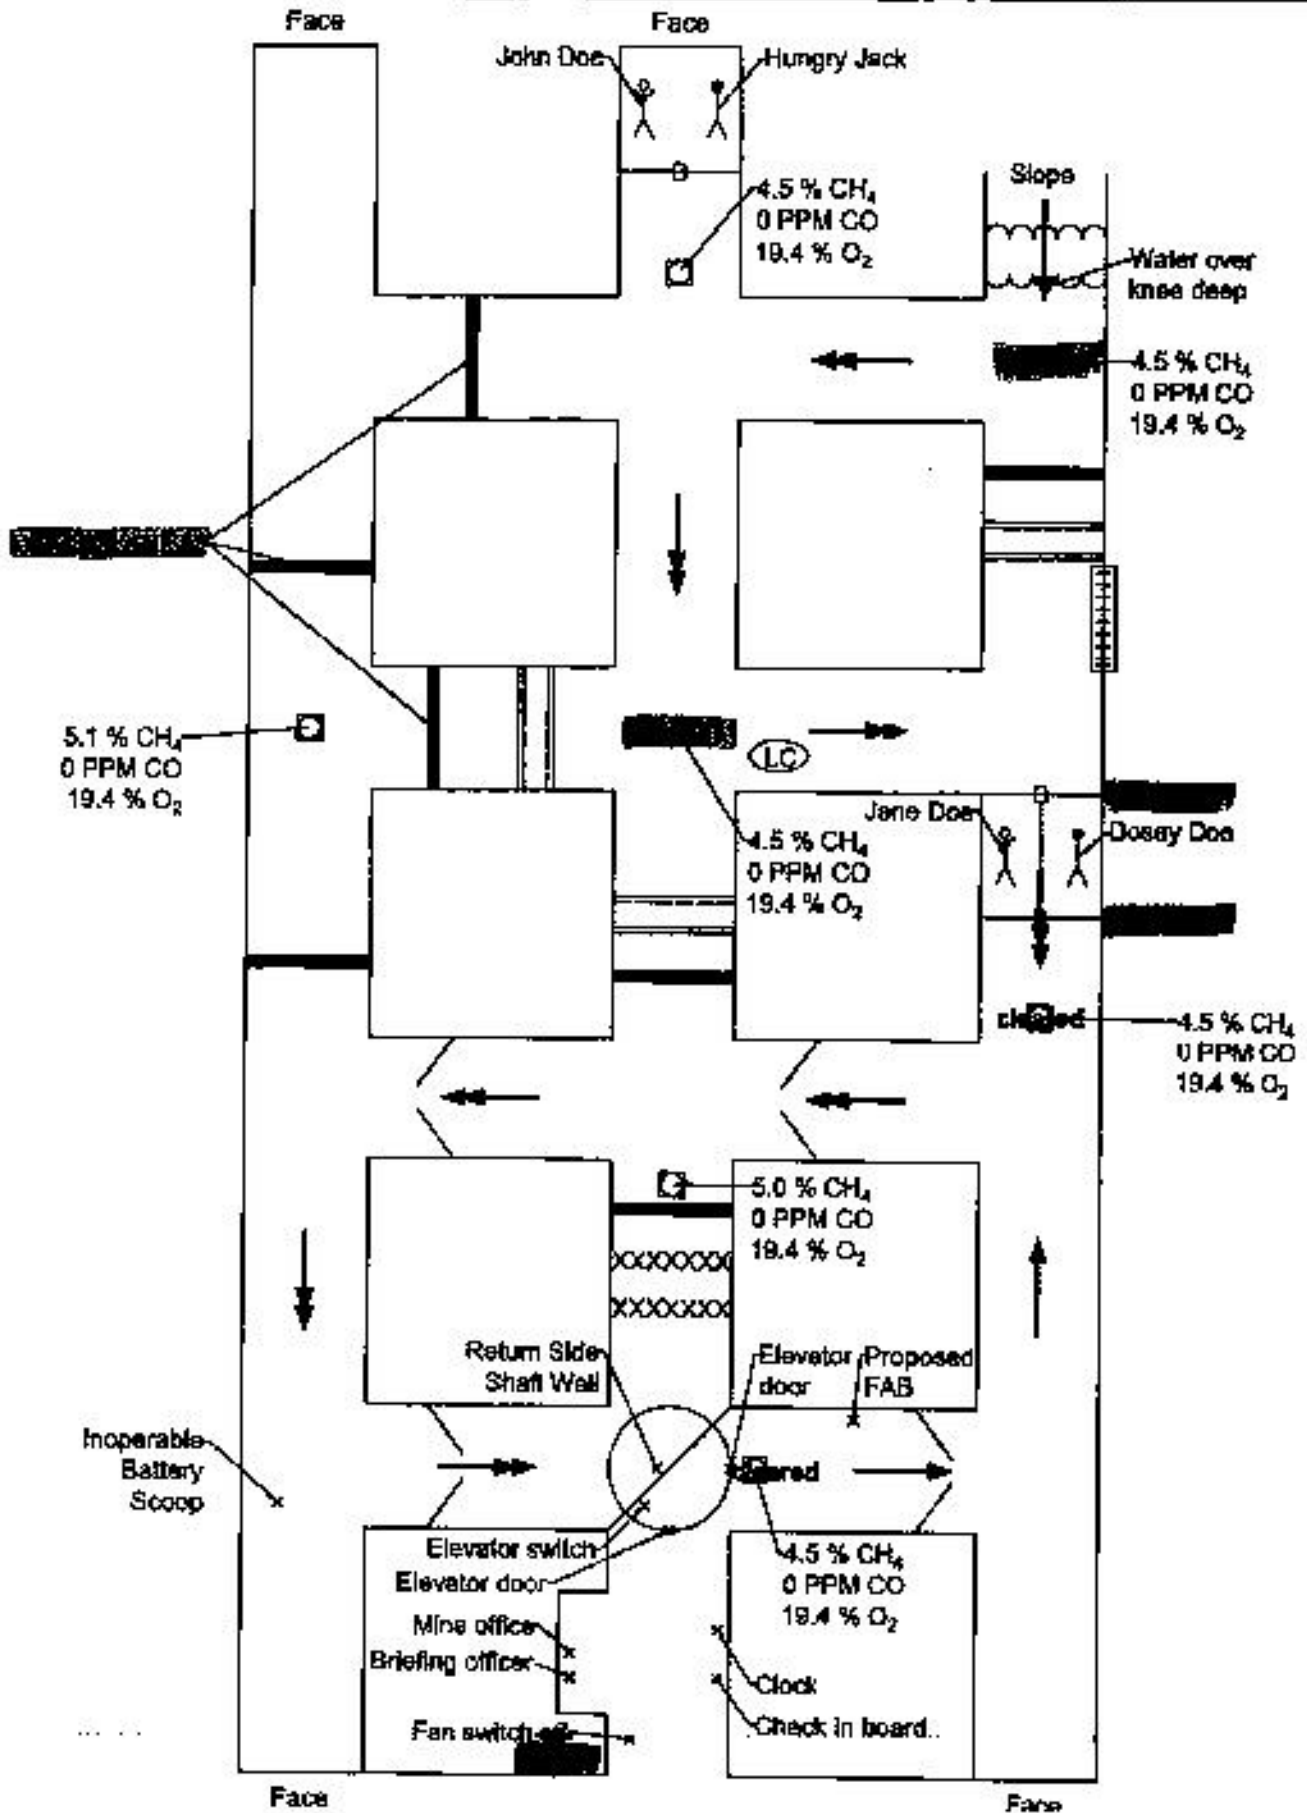 Face
Face
John Doe
Hungry Jack
4.5 % CH₄
0 PPM CO
19.4 % O₂
Slope
Water over
knee deep
4.5 % CH₄
0 PPM CO
19.4 % O₂
5.1 % CH₄
0 PPM CO
19.4 % O₂
LC
Jane Doe
Dosey Doe
4.5 % CH₄
0 PPM CO
19.4 % O₂
4.5 % CH₄
0 PPM CO
19.4 % O₂
5.0 % CH₄
0 PPM CO
19.4 % O₂
Return Side
Shaft Wall
Elevator
door
Proposed
FAB
Inoperable
Battery
Scoop
Elevator switch
Elevator door
4.5 % CH₄
0 PPM CO
19.4 % O₂
Mine office
Briefing officer
Clock
Check in board
Fan switch
Face
Face